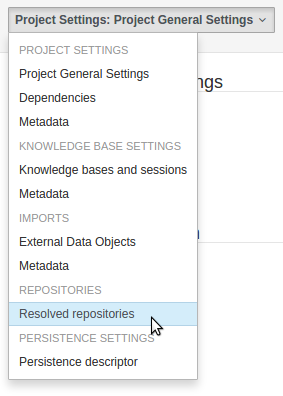 Project Settings: Project General Settings
PROJECT SETTINGS
Project General Settings
Dependencies
Metadata
KNOWLEDGE BASE SETTINGS
Knowledge bases and sessions
Metadata
IMPORTS
External Data Objects
Metadata
REPOSITORIES
Resolved repositories
PERSISTENCE SETTINGS
Persistence descriptor